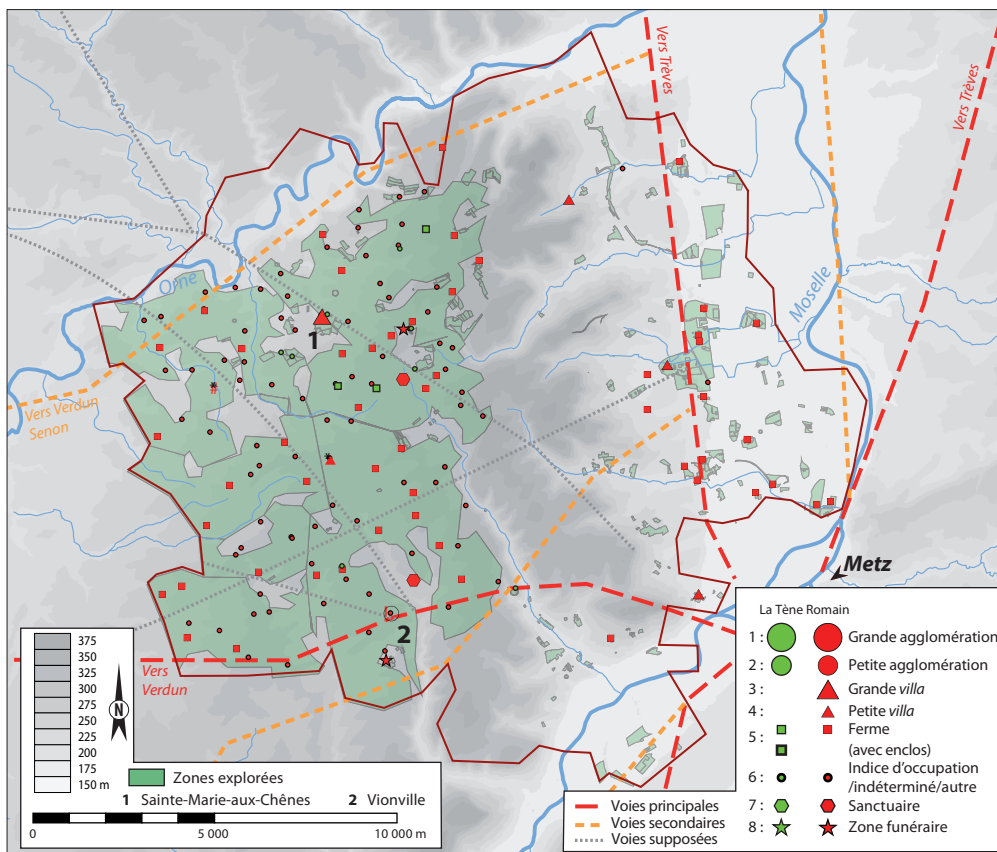 Vers Trèves
Vers Trèves
Orne
Moselle
1
Vers Verdun
Senon
Metz
2
Vers
Verdun
375
350
325
300
275
250
225
200
175
150 m
N
Zones explorées
1 Sainte-Marie-aux-Chênes 2 Vionville
0 5 000 10 000 m
Voies principales
Voies secondaires
Voies supposées
La Tène Romain
1 : Grande agglomération
2 : Petite agglomération
3 : Grande villa
4 : Petite villa
5 : Ferme
(avec enclos)
6 : Indice d'occupation
/indéterminé/autre
7 : Sanctuaire
8 : Zone funéraire